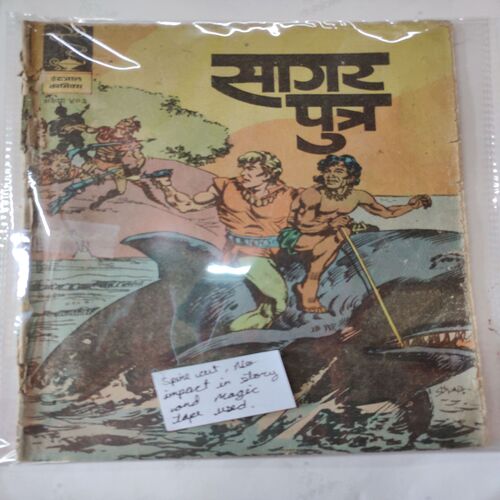 सागर
पुत्र
इंद्रजाल
कॉमिक्स
Spine cut, No
impact in story
and Magic
tape used.